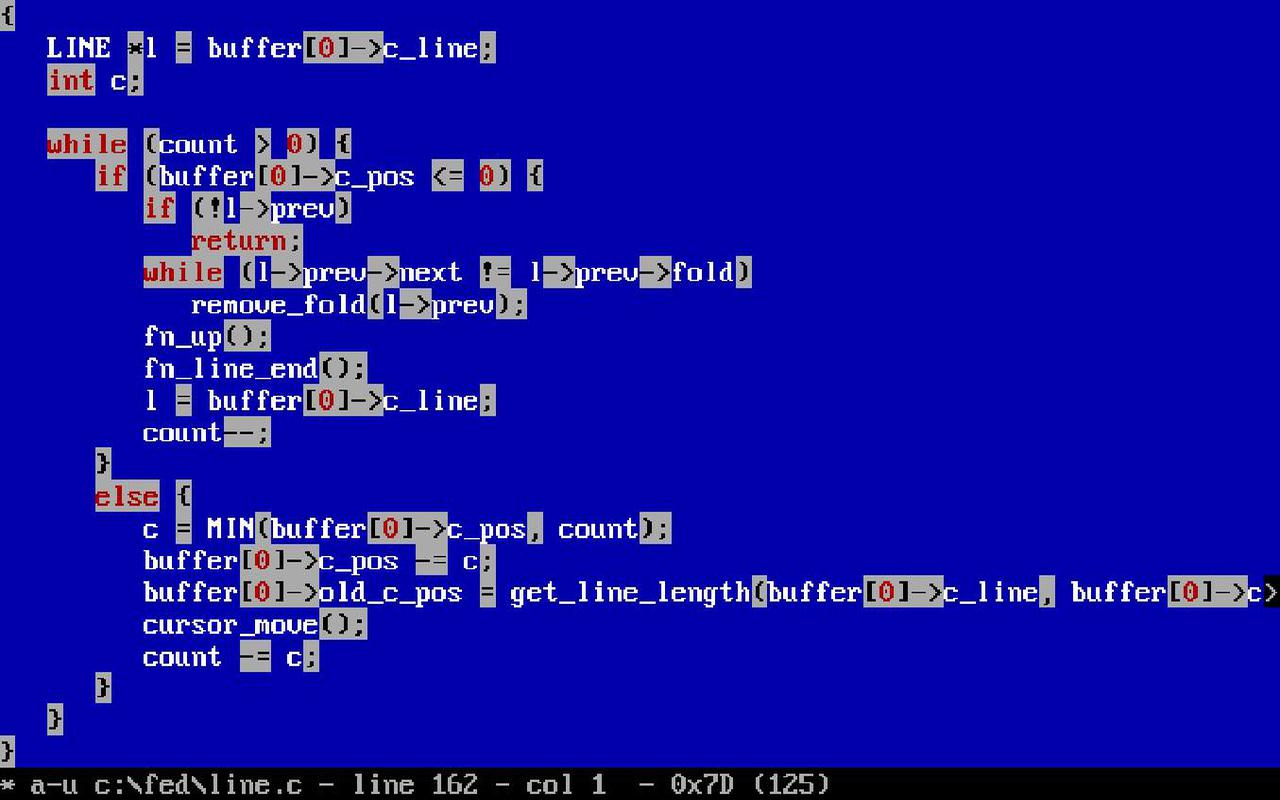 {
   LINE *l = buffer[0]->c_line;
   int c;

   while (count > 0) {
      if (buffer[0]->c_pos <= 0) {
         if (!l->prev)
            return;
         while (l->prev->next != l->prev->fold)
            remove_fold(l->prev);
         fn_up();
         fn_line_end();
         l = buffer[0]->c_line;
         count--;
      }
      else {
         c = MIN(buffer[0]->c_pos, count);
         buffer[0]->c_pos -= c;
         buffer[0]->old_c_pos = get_line_length(buffer[0]->c_line, buffer[0]->c>
         cursor_move();
         count -= c;
      }
   }
}
* a-u c:\fed\line.c - line 162 - col 1  - 0x7D (125)